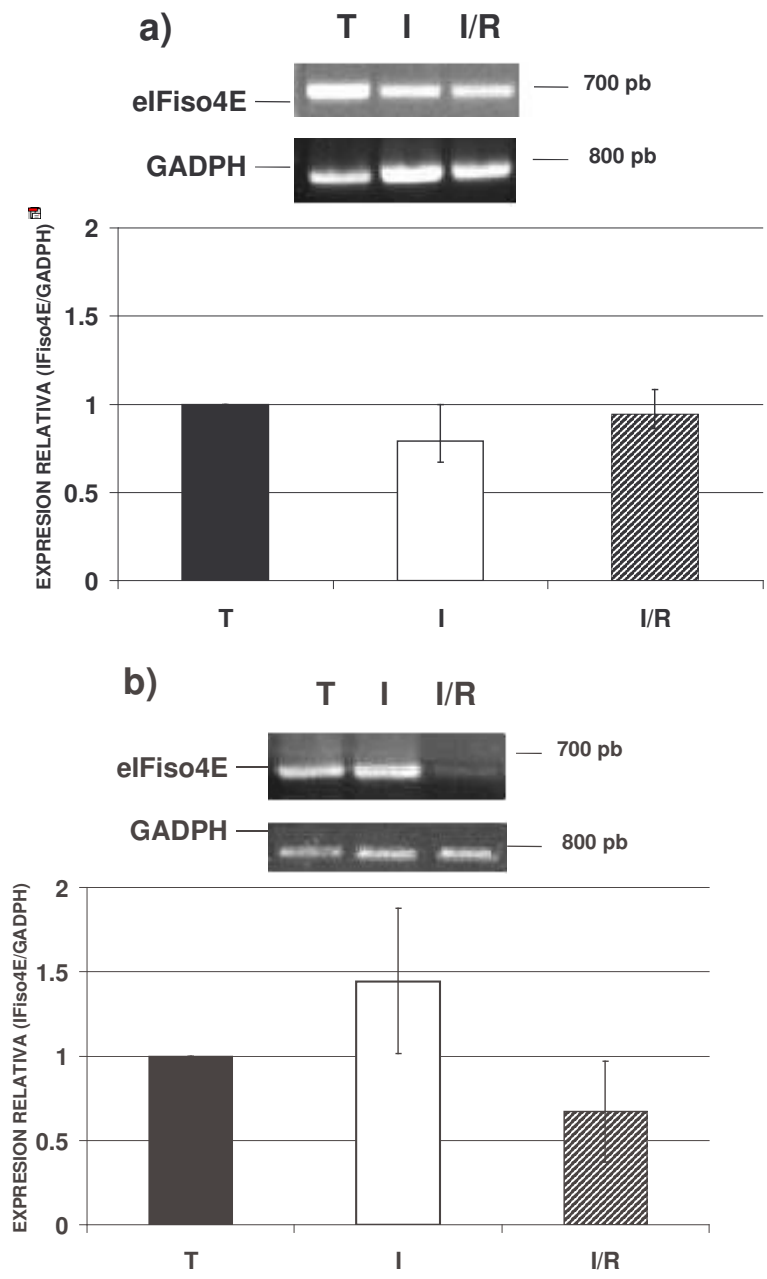 a)
T I I/R
eIFiso4E
700 pb
GADPH
800 pb
EXPRESION RELATIVA (IFiso4E/GADPH)
2
1.5
1
0.5
0
T I I/R
b)
T I I/R
eIFiso4E
700 pb
GADPH
800 pb
EXPRESION RELATIVA (IFiso4E/GADPH)
2
1.5
1
0.5
0
T I I/R